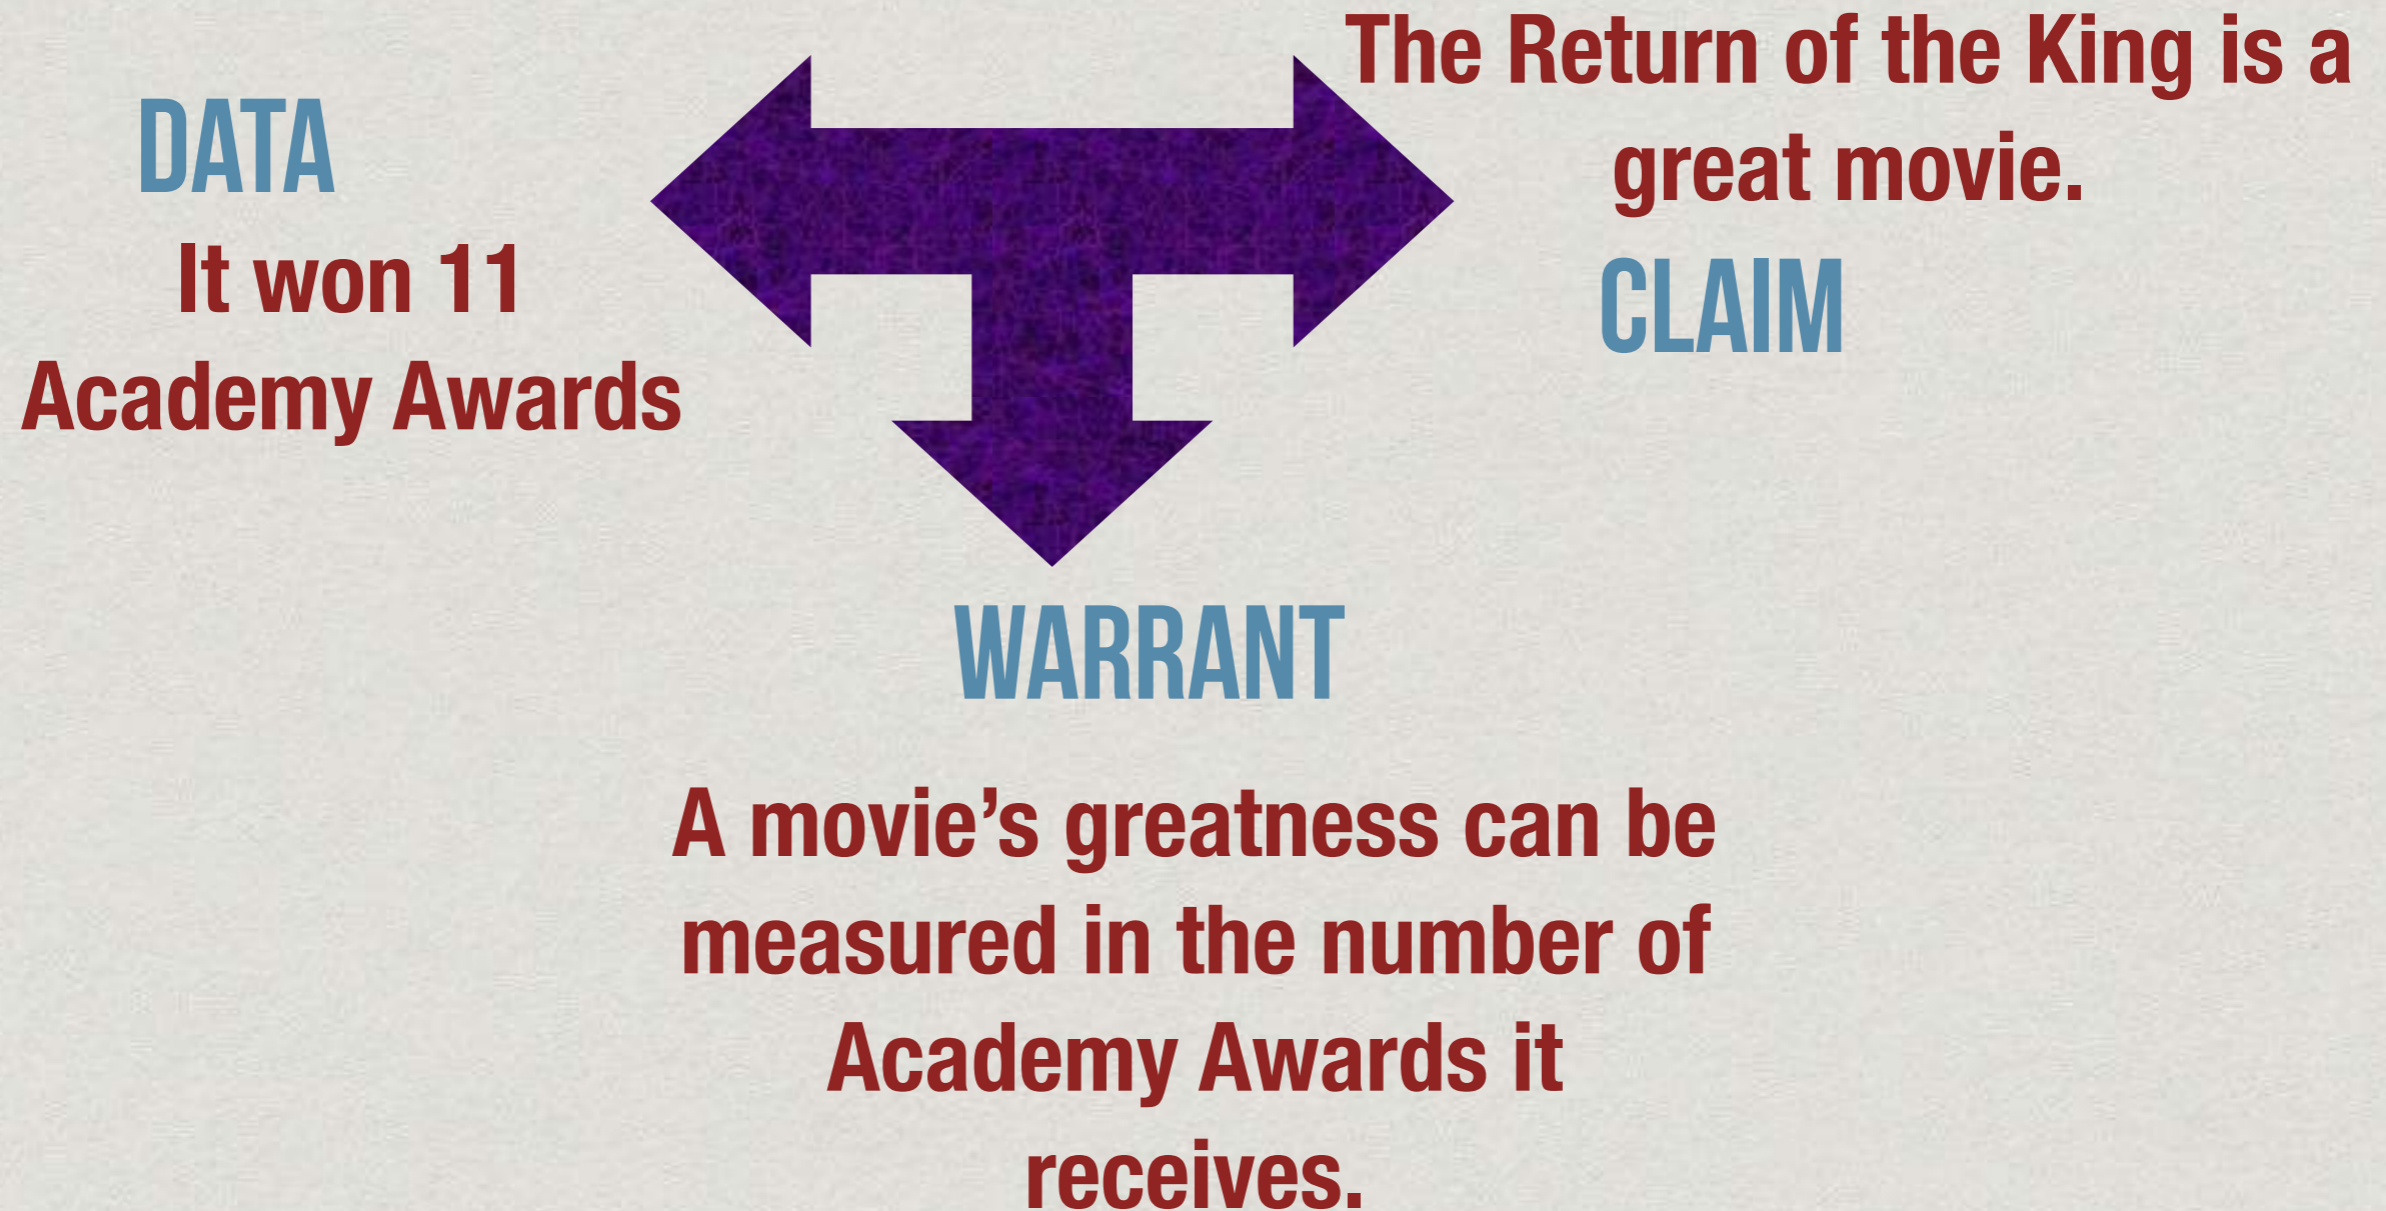 DATA
It won 11
Academy Awards
The Return of the King is a
great movie.
CLAIM
WARRANT
A movie’s greatness can be
measured in the number of
Academy Awards it
receives.